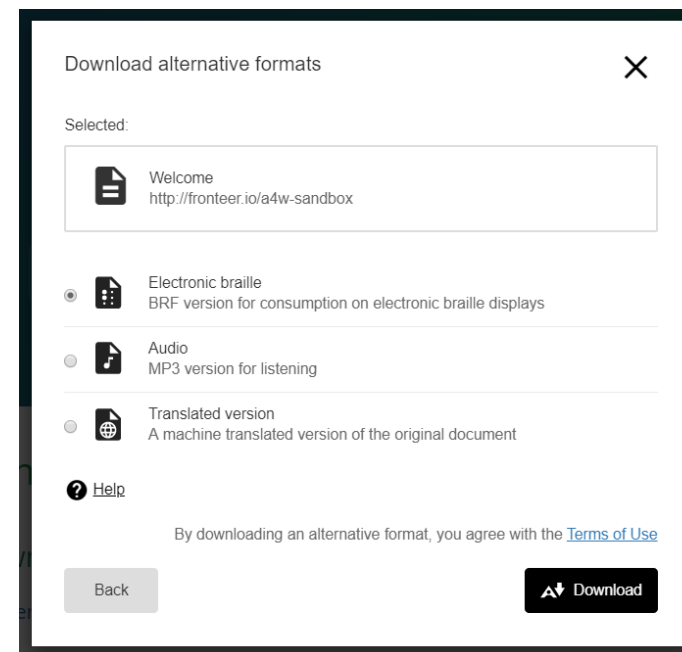 Download alternative formats
Selected:
Welcome
http://fronteer.io/a4w-sandbox
Electronic braille
BRF version for consumption on electronic braille displays
Audio
MP3 version for listening
Translated version
A machine translated version of the original document
Help
By downloading an alternative format, you agree with the Terms of Use
Back
Download